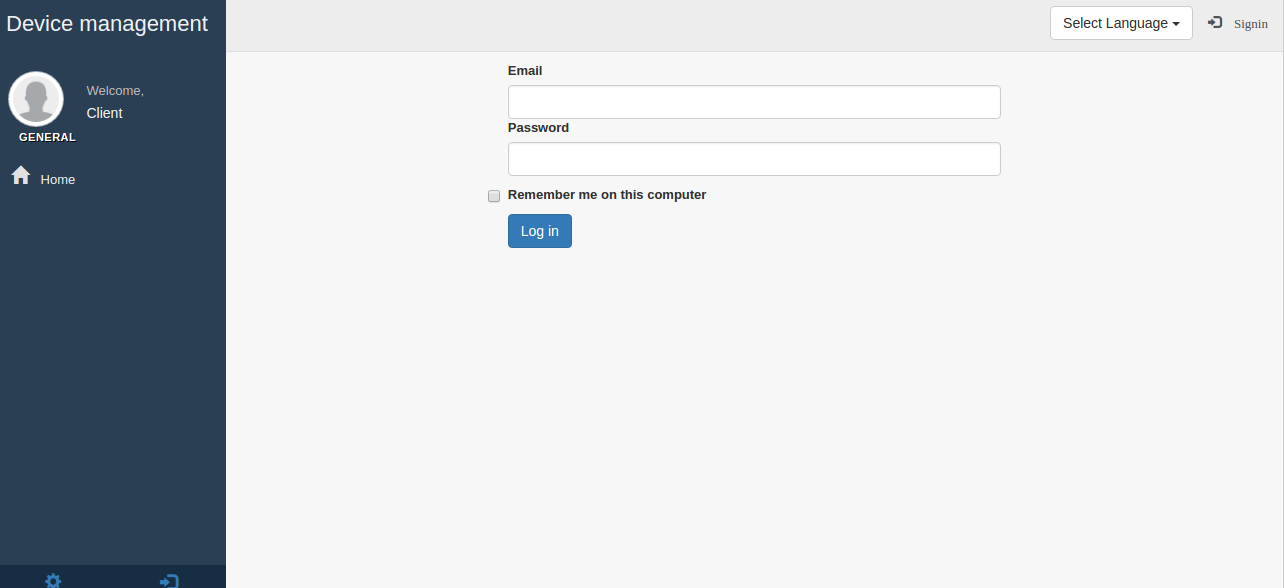 Device management
Select Language
Signin
Welcome,
Client
GENERAL
Home
Email
Password
Remember me on this computer
Log in